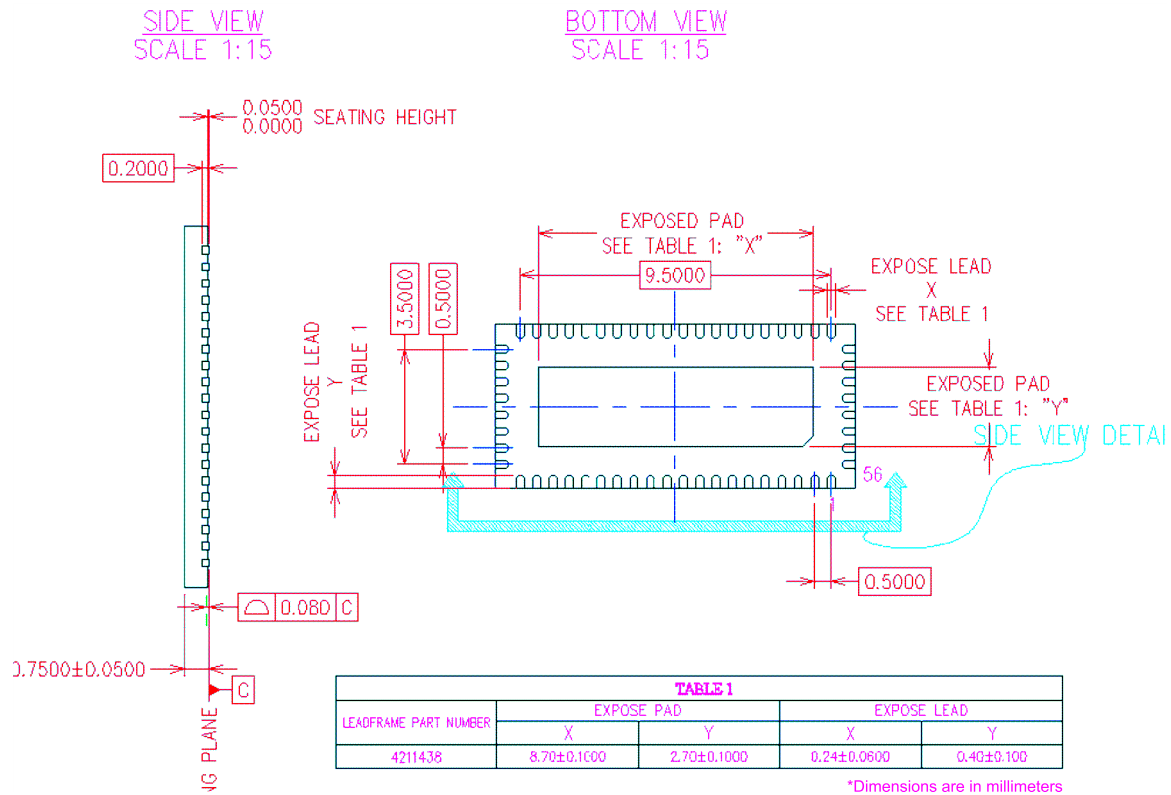 SIDE VIEW
SCALE 1:15
BOTTOM VIEW
SCALE 1:15
0.0500
0.0000
SEATING HEIGHT
0.2000
EXPOSED PAD
SEE TABLE 1: "X"
9.5000
EXPOSE LEAD
X
SEE TABLE 1
3.5000
0.5000
EXPOSE LEAD
Y
SEE TABLE 1
EXPOSED PAD
SEE TABLE 1: "Y"
SIDE VIEW DETAI
56
1
0.5000
0.080 C
.7500±0.0500
C
NG PLANE
TABLE 1
LEADFRAME PART NUMBER
EXPOSE PAD
EXPOSE LEAD
X Y X Y
4211438 8.70±0.1000 2.70±0.1000 0.24±0.0600 0.40±0.100
*Dimensions are in millimeters